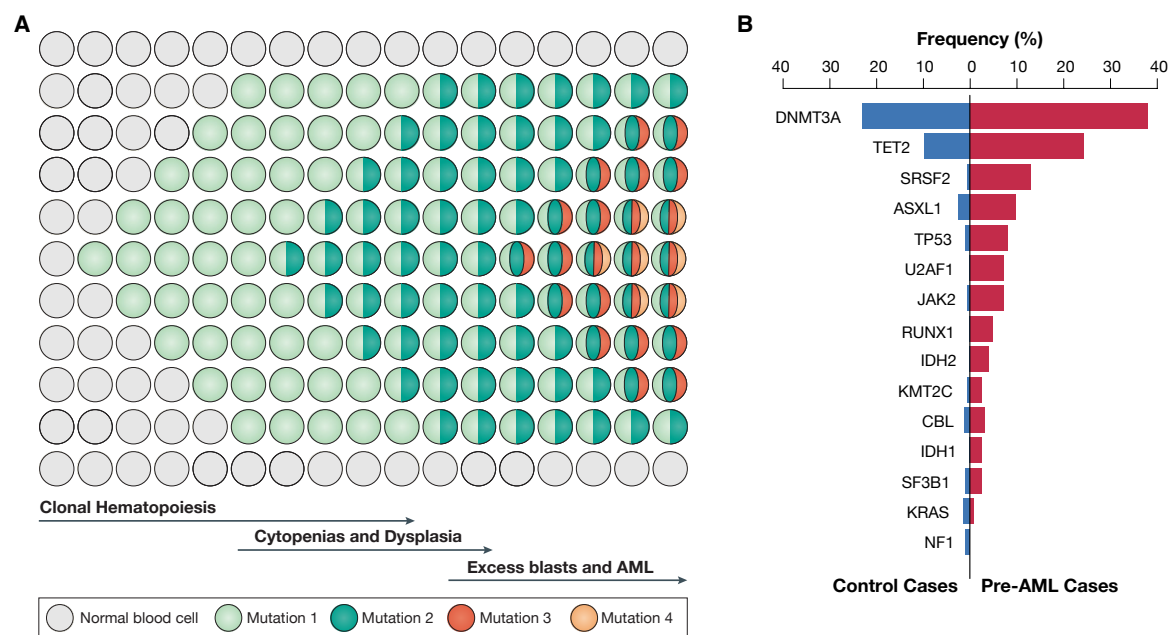 A
Clonal Hematopoiesis
Cytopenias and Dysplasia
Excess blasts and AML
Normal blood cell Mutation 1 Mutation 2 Mutation 3 Mutation 4
B
Frequency (%)
40 30 20 10 0 10 20 30 40
DNMT3A
TET2
SRSF2
ASXL1
TP53
U2AF1
JAK2
RUNX1
IDH2
KMT2C
CBL
IDH1
SF3B1
KRAS
NF1
Control Cases Pre-AML Cases